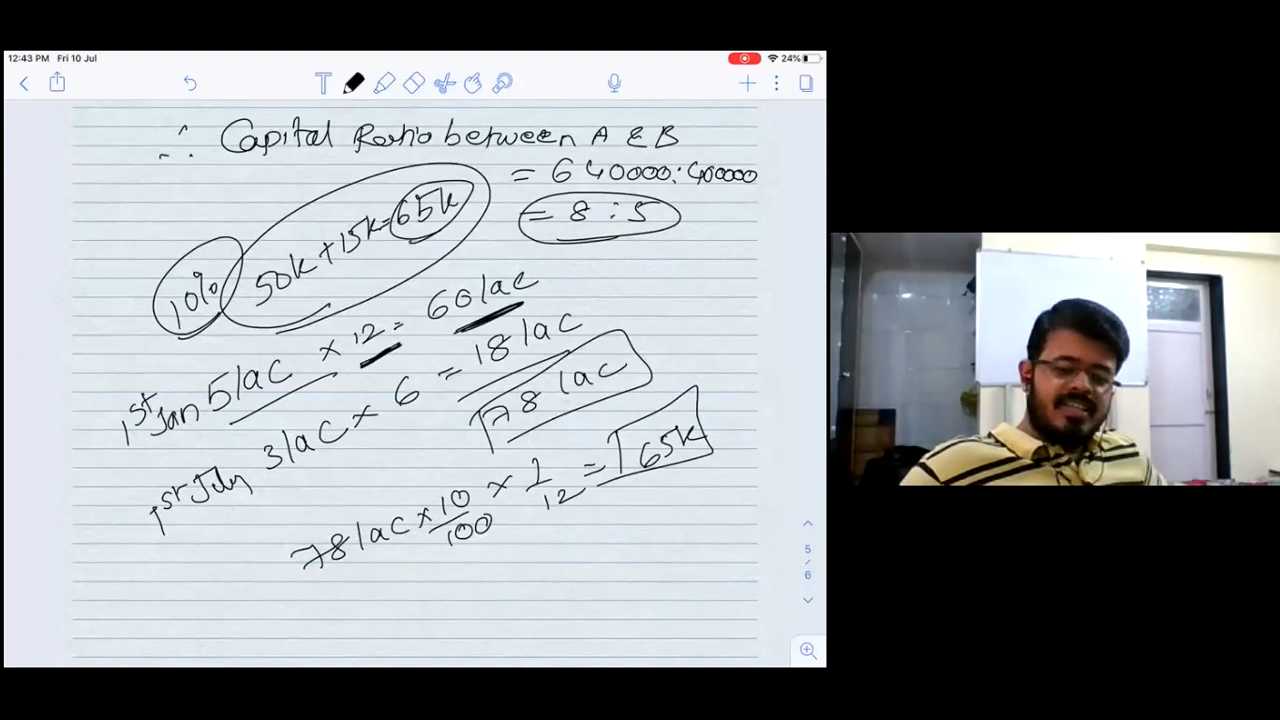 12:43 PM Fri 10 Jul
24%
T
∴ Capital Ratio between A & B
= 640000:400000
= 8 : 5
10% 50k + 15k = 65k
1st Jan 5 lac × 12 = 60 lac
1st July 3 lac × 6 = 18 lac
78 lac
78 lac × 10/100 × 1/12 = 65k
5
/
6